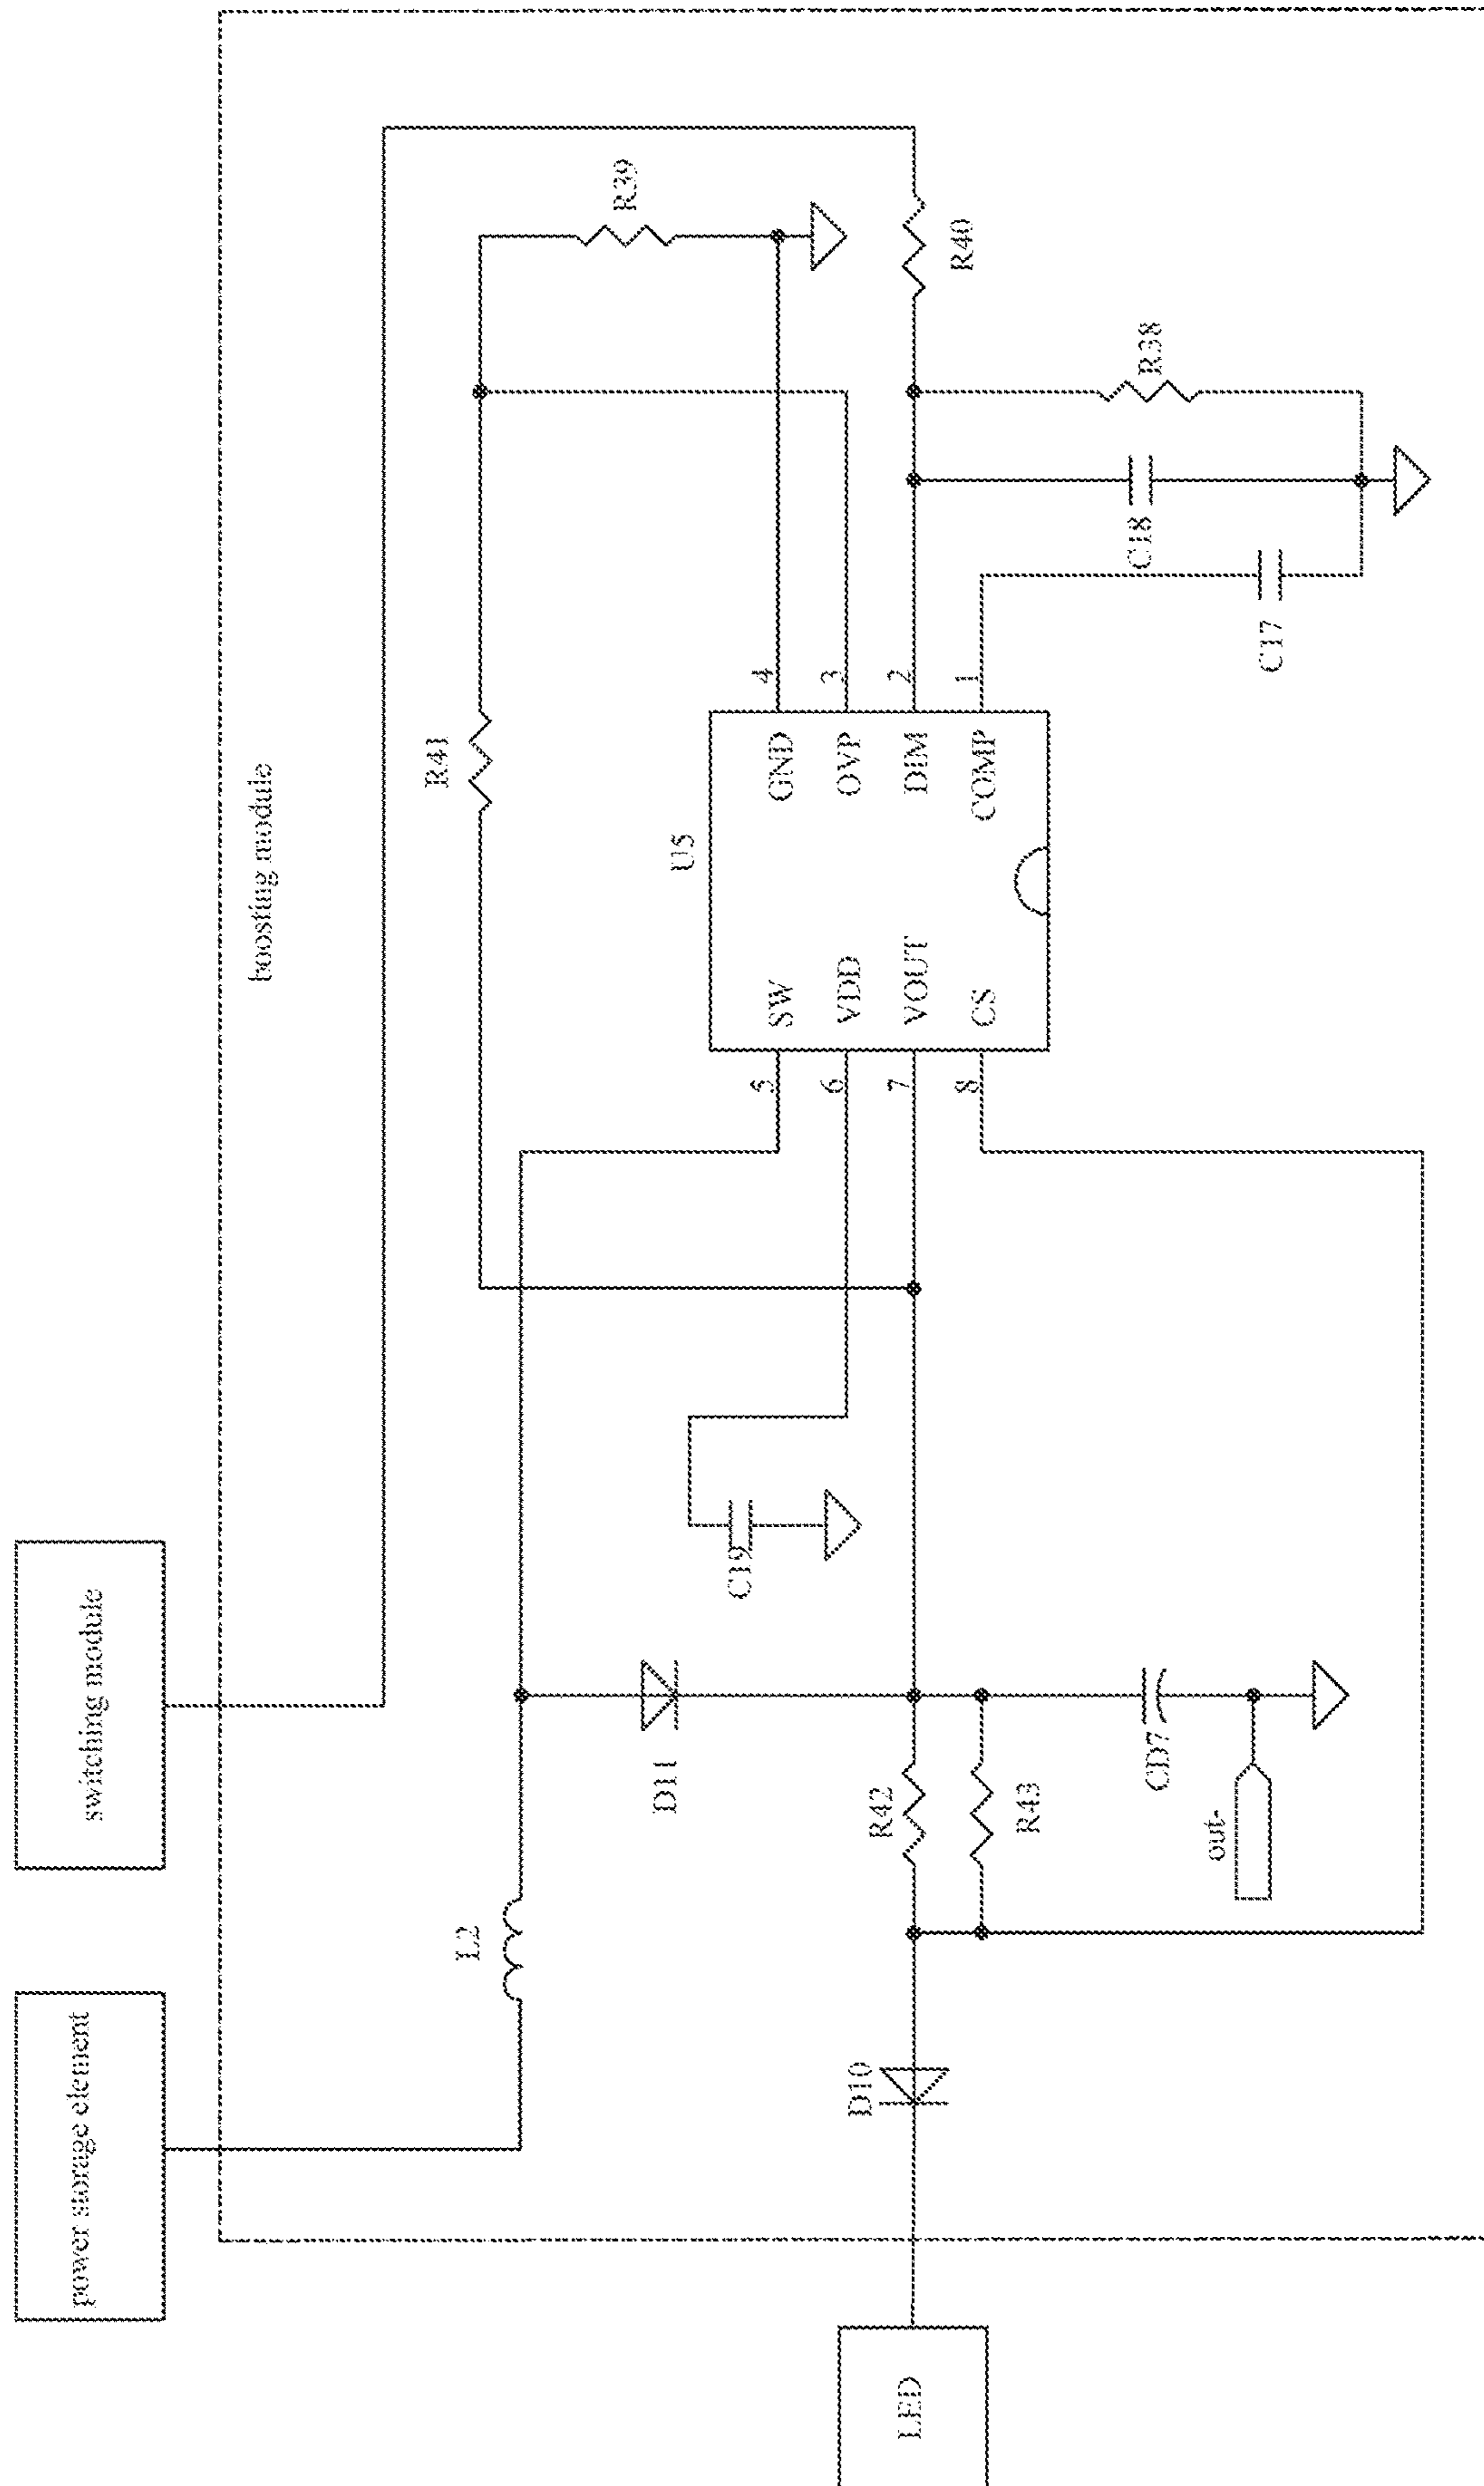 power storage element
switching module
boosting module
L2
R41
R39
D11
C19
U5
5
SW
GND
4
6
VDD
OVP
3
7
VOUT
DIM
2
8
CS
COMP
1
LED
D10
R42
R43
R40
CD7
out-
C18
R38
C17